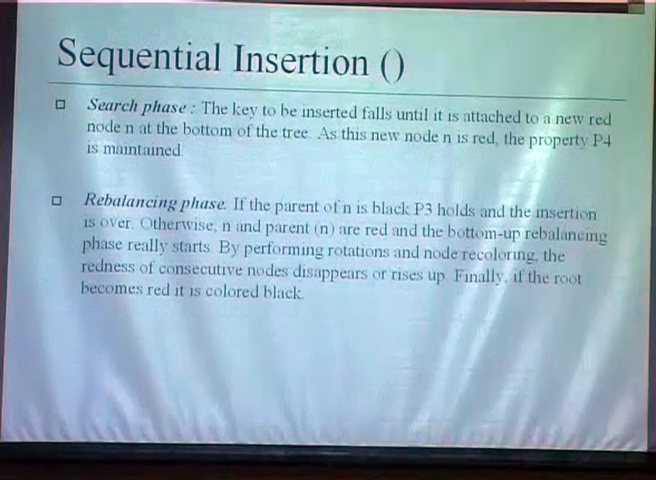 Sequential Insertion ()
Search phase : The key to be inserted falls until it is attached to a new red
node n at the bottom of the tree. As this new node n is red, the property P4
is maintained.
Rebalancing phase. If the parent of n is black P3 holds and the insertion
is over. Otherwise, n and parent (n) are red and the bottom-up rebalancing
phase really starts. By performing rotations and node recoloring, the
redness of consecutive nodes disappears or rises up. Finally, if the root
becomes red it is colored black.